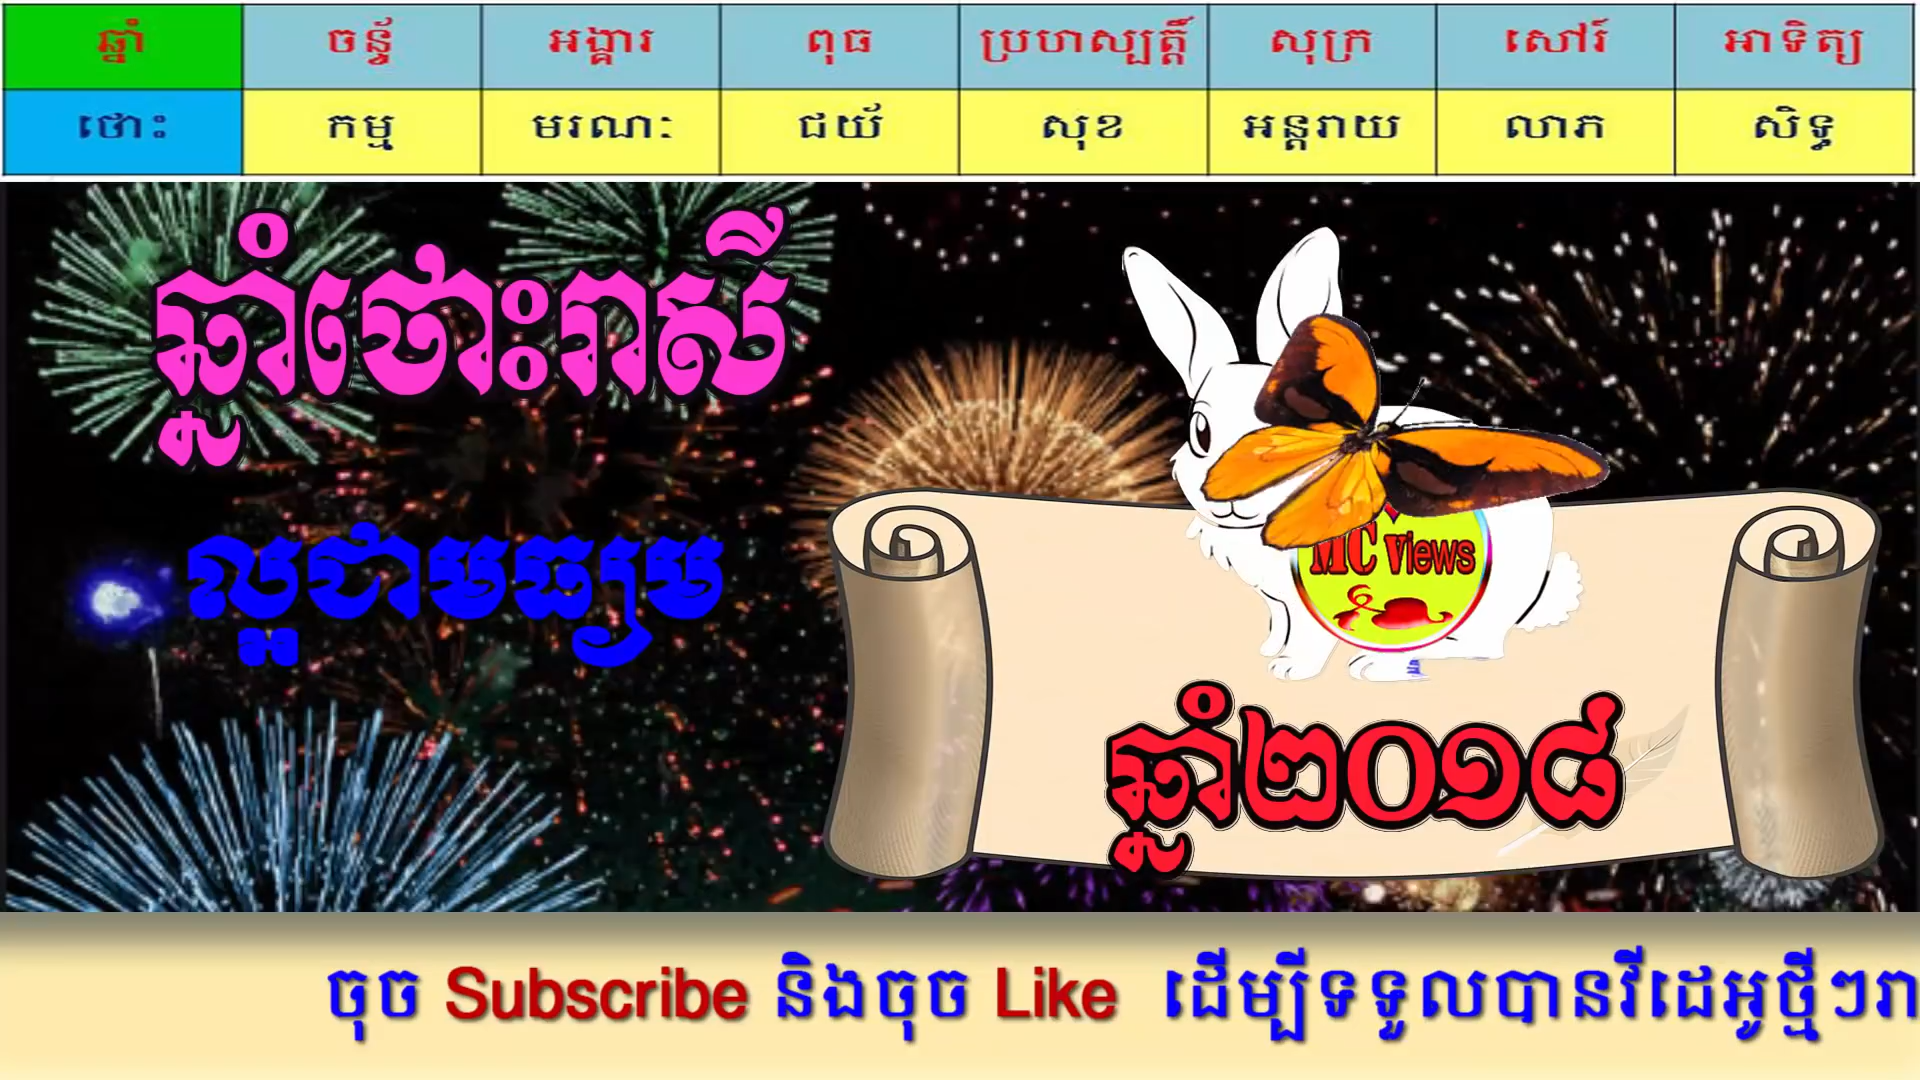 ឆ្នាំ ចន្ទ័ អង្គារ ពុធ ប្រហស្បត្តិ៍ សុក្រ សៅរ៍ អាទិត្យ
ថោះ កម្ម មរណៈ ជយ័ សុខ អន្តរាយ លាភ សិទ្ធ
ឆ្នាំថោះរាសី
ល្អជាមធ្យម
MC Views
ឆ្នាំ២០១៨
ចុច Subscribe និងចុច Like ដើម្បីទទួលបានវីដេអូថ្មីៗរា